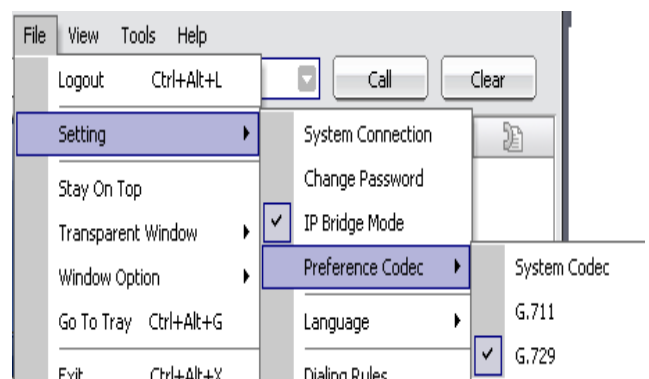 File View Tools Help
Logout Ctrl+Alt+L
Call Clear
Setting
System Connection
Stay On Top
Change Password
Transparent Window
IP Bridge Mode
Window Option
Preference Codec
System Codec
Go To Tray Ctrl+Alt+G
Language
G.711
Exit Ctrl+Alt+X
Dialing Rules
G.729